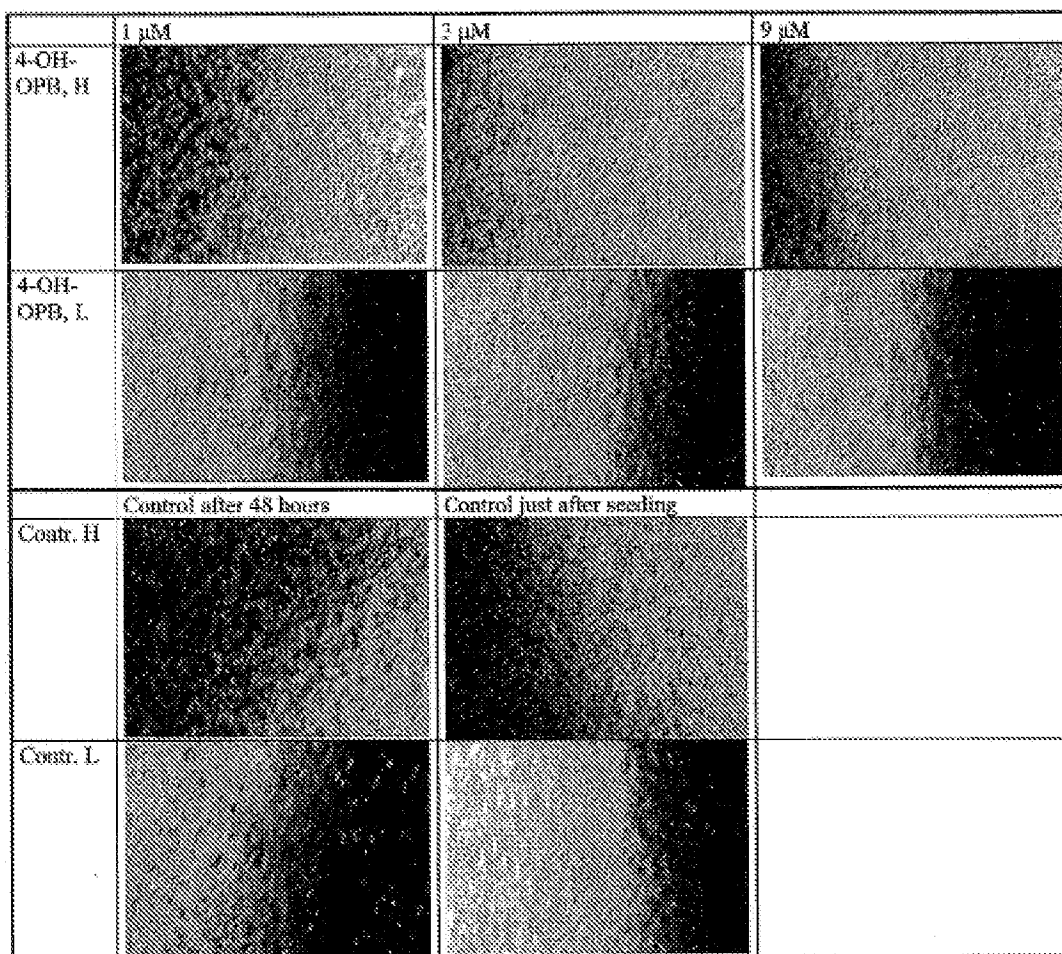 1 µM 3 µM 9 µM
4-OH-
OPB, H
4-OH-
OPB, L
Control after 48 hours Control just after seeding
Contr. H
Contr. L